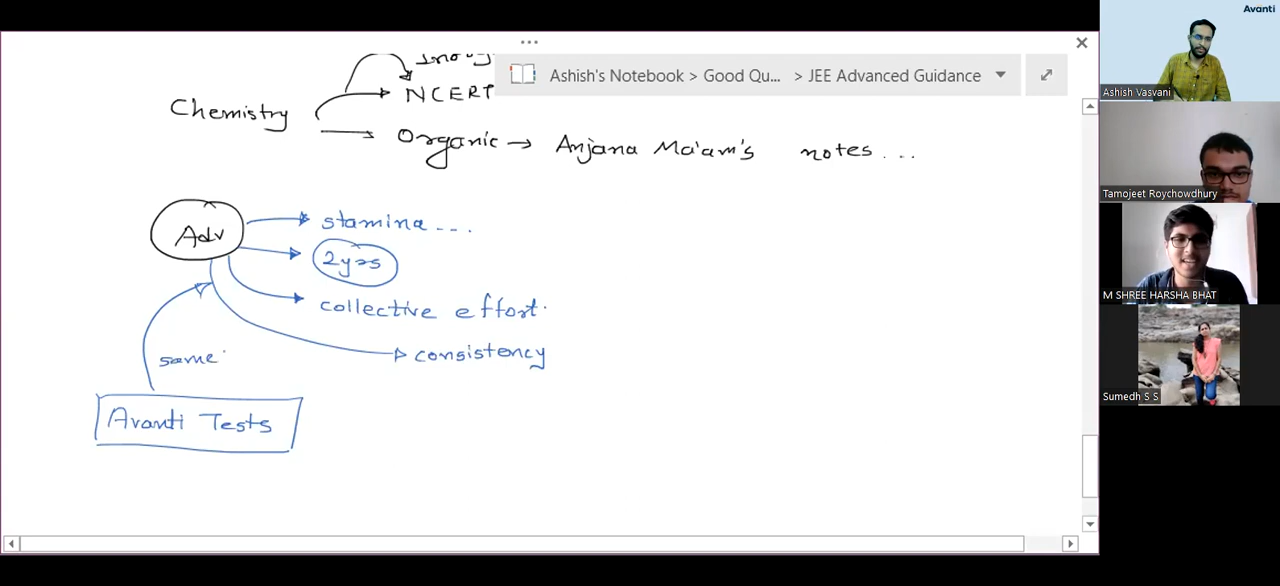 Avanti
Ashish's Notebook > Good Qu... > JEE Advanced Guidance
Ashish Vasvani
NCERT
Chemistry
Organic → Anjana Ma'am's notes ...
Tamojeet Roychowdhury
Adv
stamina ...
2yrs
M SHREE HARSHA BHAT
collective effort.
consistency
same
Sumedh S S
Avanti Tests